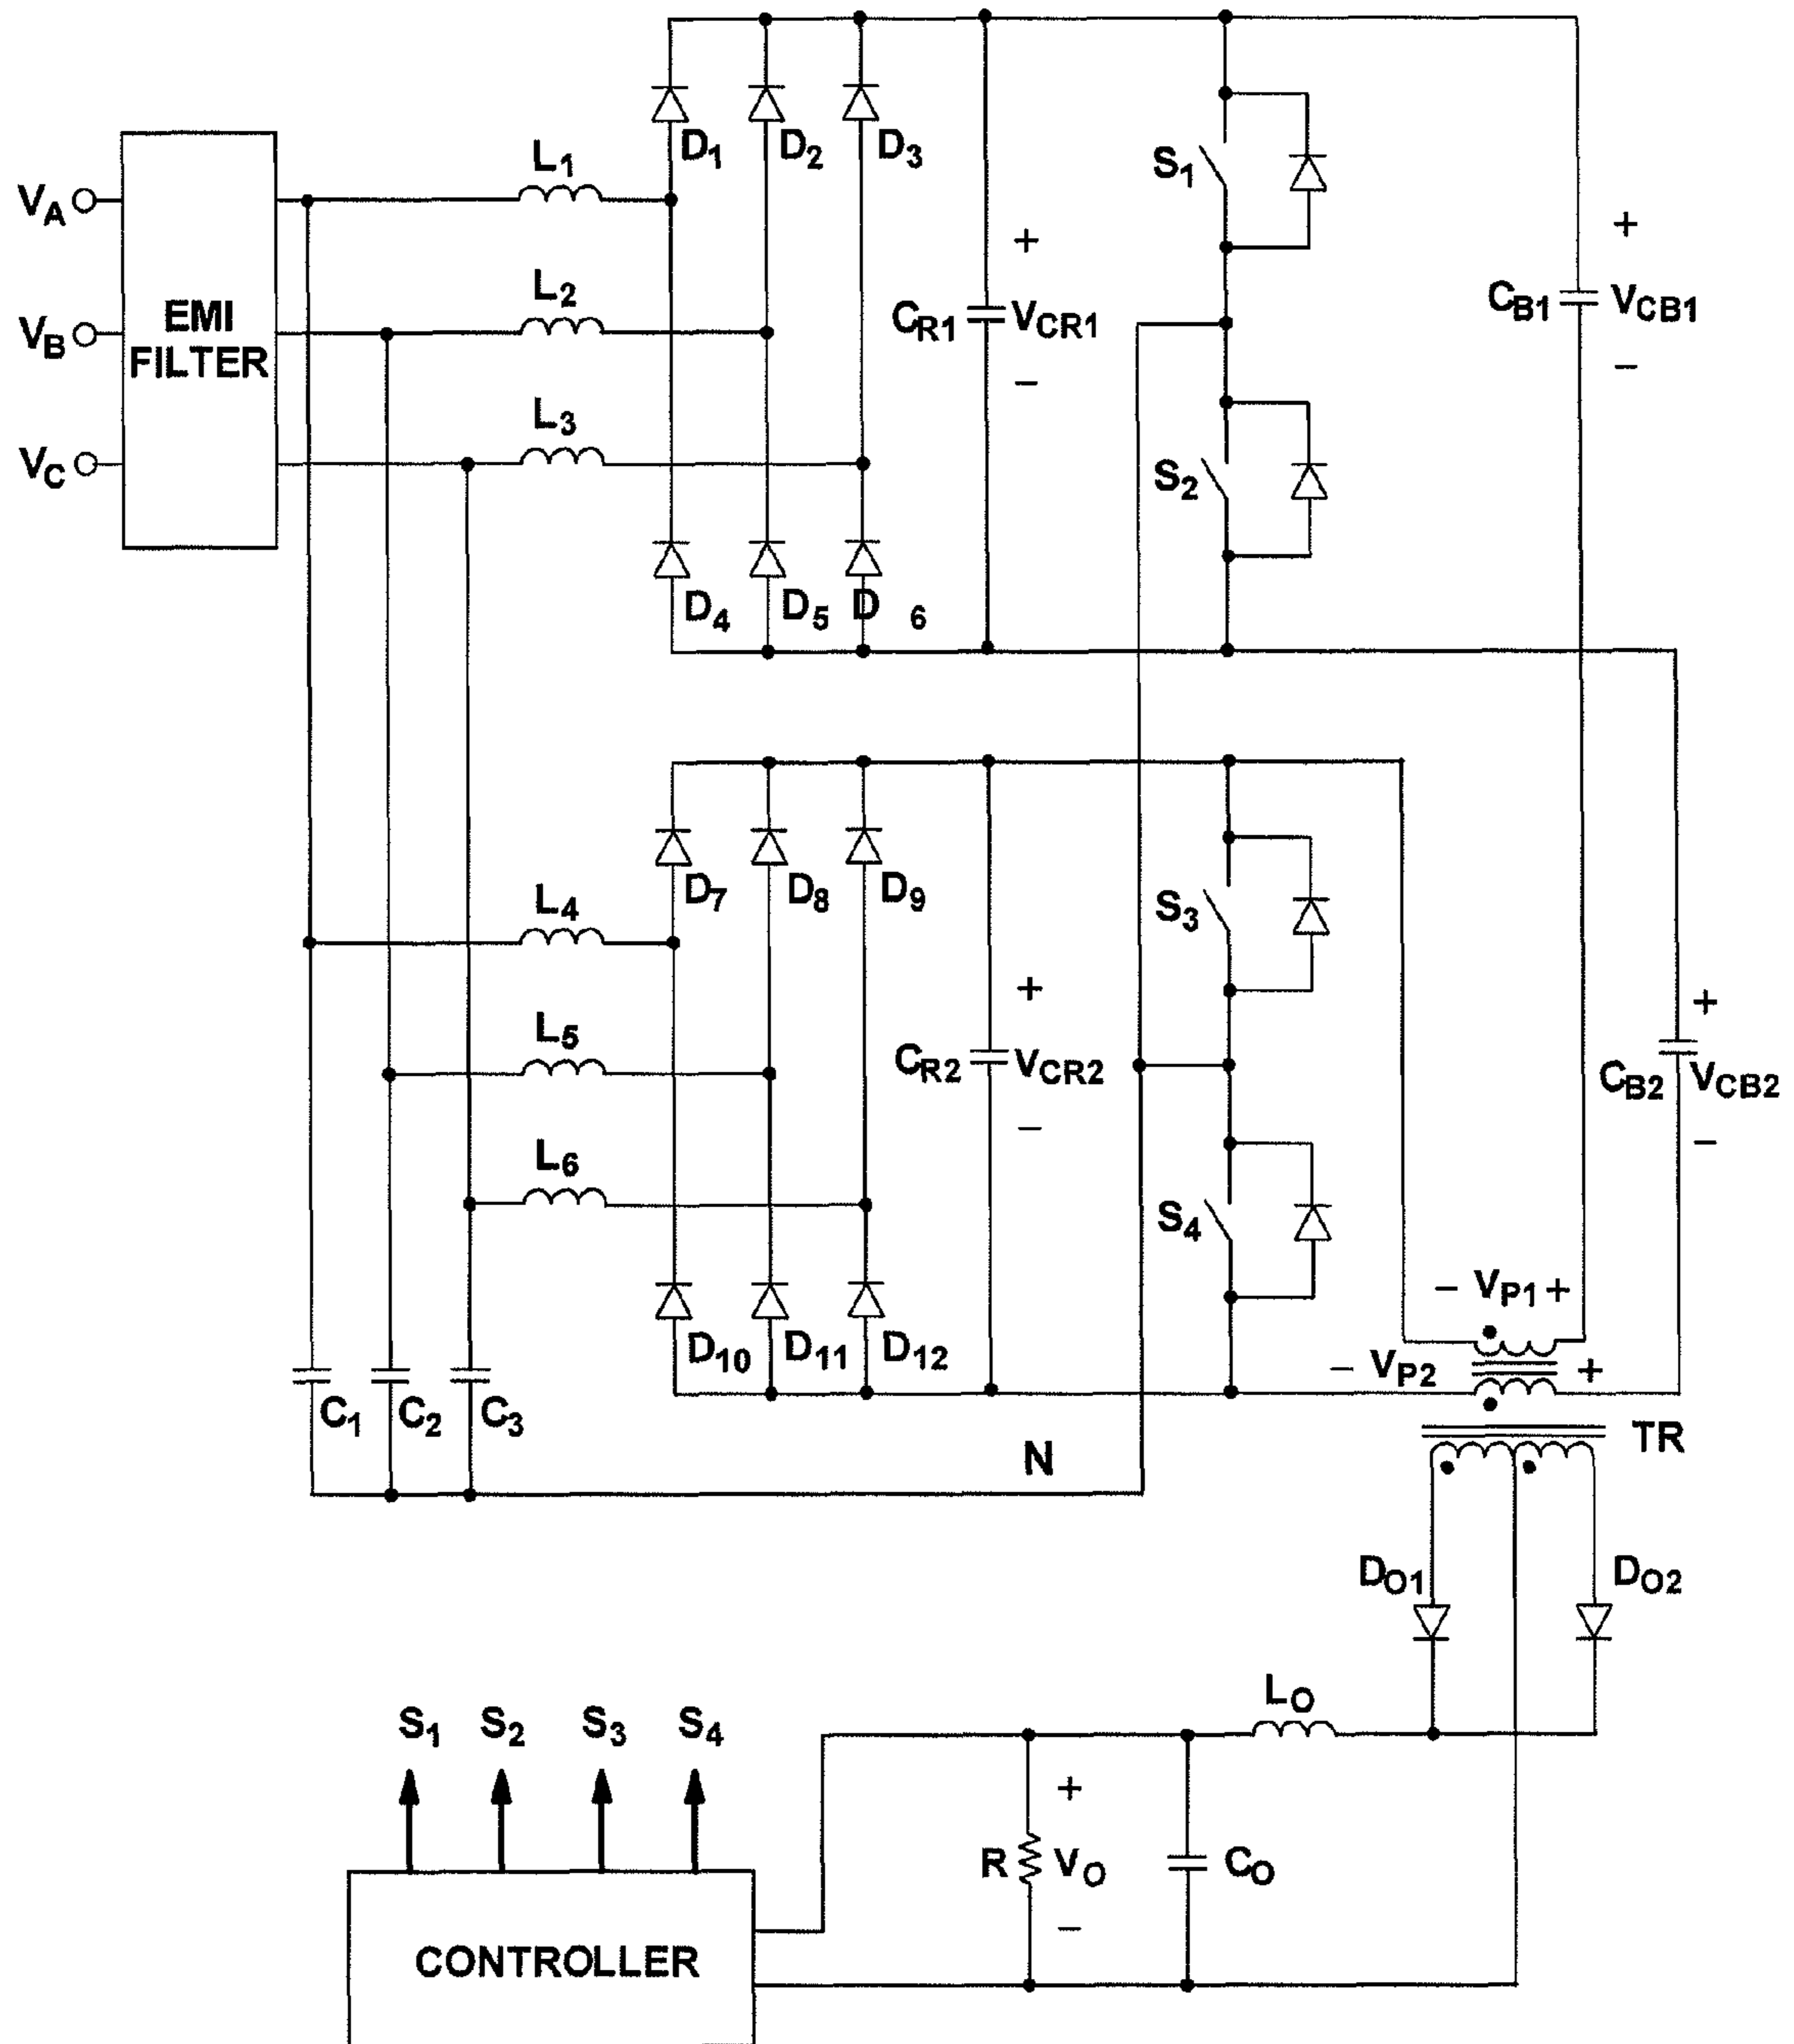 D1 D2 D3
L1
VA
S1
+
+
L2
CR1 VCR1
CB1 VCB1
VB
EMI
FILTER
−
−
L3
VC
S2
D4 D5 D 6
D7 D8 D9
L4
S3
+
+
L5
CR2 VCR2
CB2 VCB2
−
−
L6
S4
− VP1 +
D10 D11 D12
− VP2 +
C1 C2 C3
TR
N
DO1 DO2
LO
S1 S2 S3 S4
+
R VO CO
−
CONTROLLER